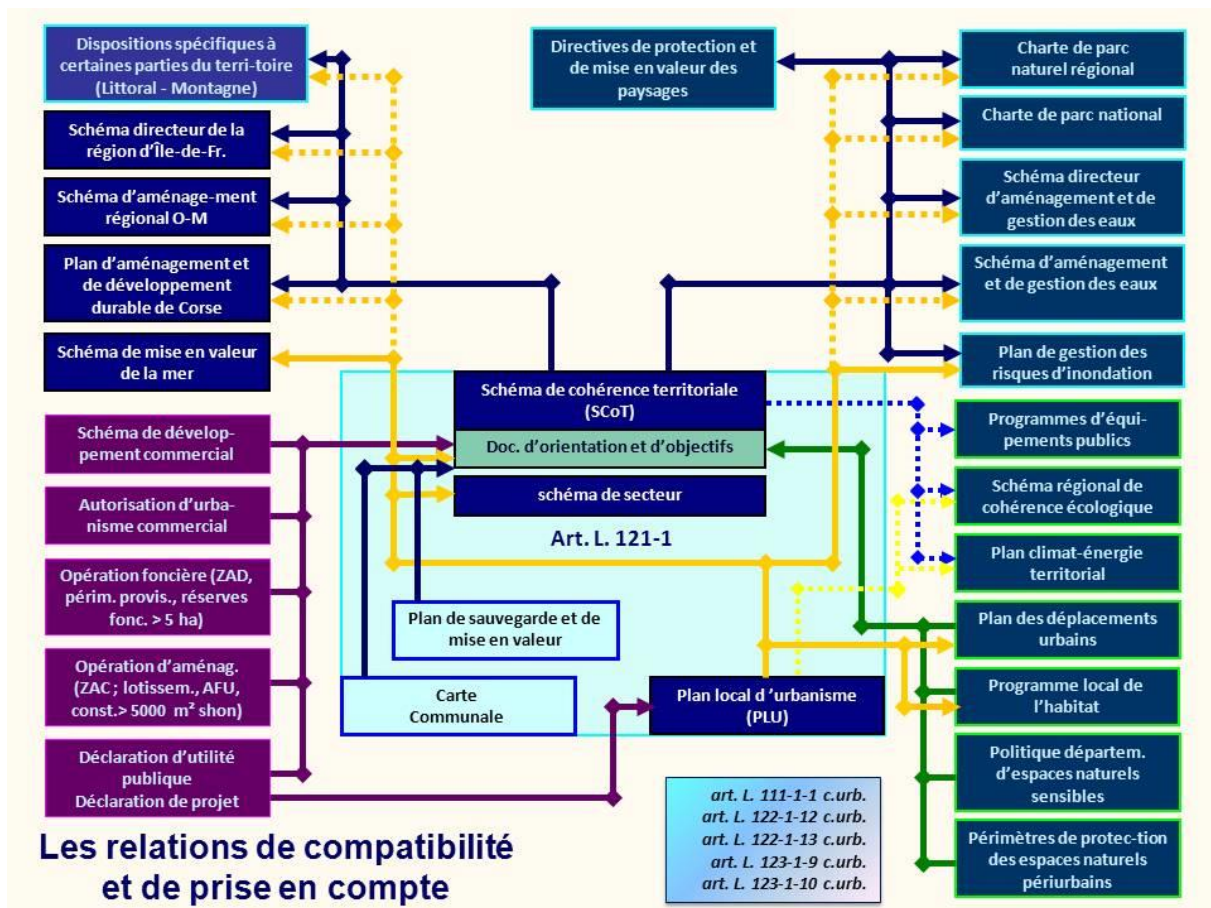 Dispositions spécifiques à
certaines parties du terri-toire
(Littoral - Montagne)
Schéma directeur de la
région d'Île-de-Fr.
Schéma d'aménage-ment
régional O-M
Plan d'aménagement et
de développement
durable de Corse
Schéma de mise en valeur
de la mer
Schéma de dévelop-
pement commercial
Autorisation d'urba-
nisme commercial
Opération foncière (ZAD,
périm. provis., réserves
fonc. > 5 ha)
Opération d'aménag.
(ZAC ; lotissem., AFU,
const.> 5000 m² shon)
Déclaration d'utilité
publique
Déclaration de projet
Directives de protection et
de mise en valeur des
paysages
Schéma de cohérence territoriale
(SCoT)
Doc. d'orientation et d'objectifs
schéma de secteur
Art. L. 121-1
Plan de sauvegarde et de
mise en valeur
Carte
Communale
Plan local d 'urbanisme
(PLU)
Charte de parc
naturel régional
Charte de parc national
Schéma directeur
d'aménagement et de
gestion des eaux
Schéma d'aménagement
et de gestion des eaux
Plan de gestion des
risques d'inondation
Programmes d'équi-
pements publics
Schéma régional de
cohérence écologique
Plan climat-énergie
territorial
Plan des déplacements
urbains
Programme local de
l'habitat
Politique départem.
d'espaces naturels
sensibles
Périmètres de protec-tion
des espaces naturels
périurbains
art. L. 111-1-1 c.urb.
art. L. 122-1-12 c.urb.
art. L. 122-1-13 c.urb.
art. L. 123-1-9 c.urb.
art. L. 123-1-10 c.urb.
Les relations de compatibilité
et de prise en compte